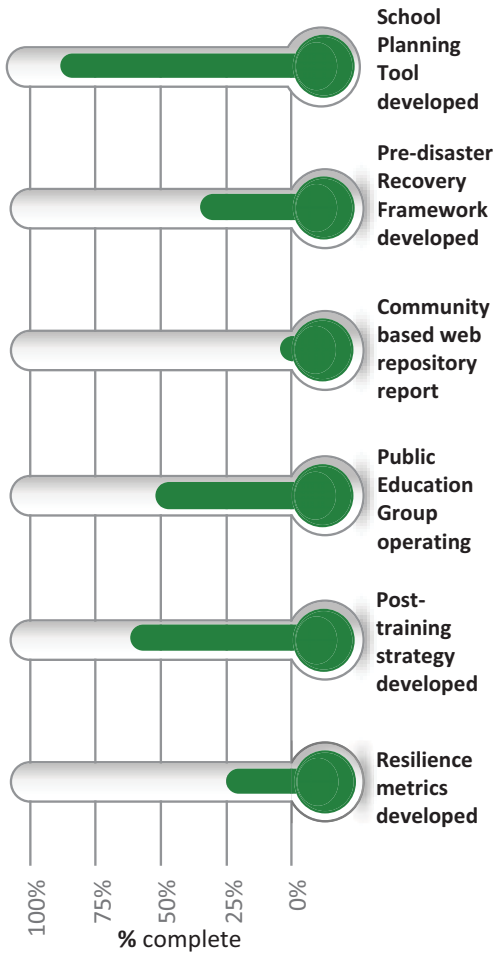 School
Planning
Tool
developed
Pre-disaster
Recovery
Framework
developed
Community
based web
repository
report
Public
Education
Group
operating
Post-
training
strategy
developed
Resilience
metrics
developed
100%
75%
50%
25%
0%
% complete